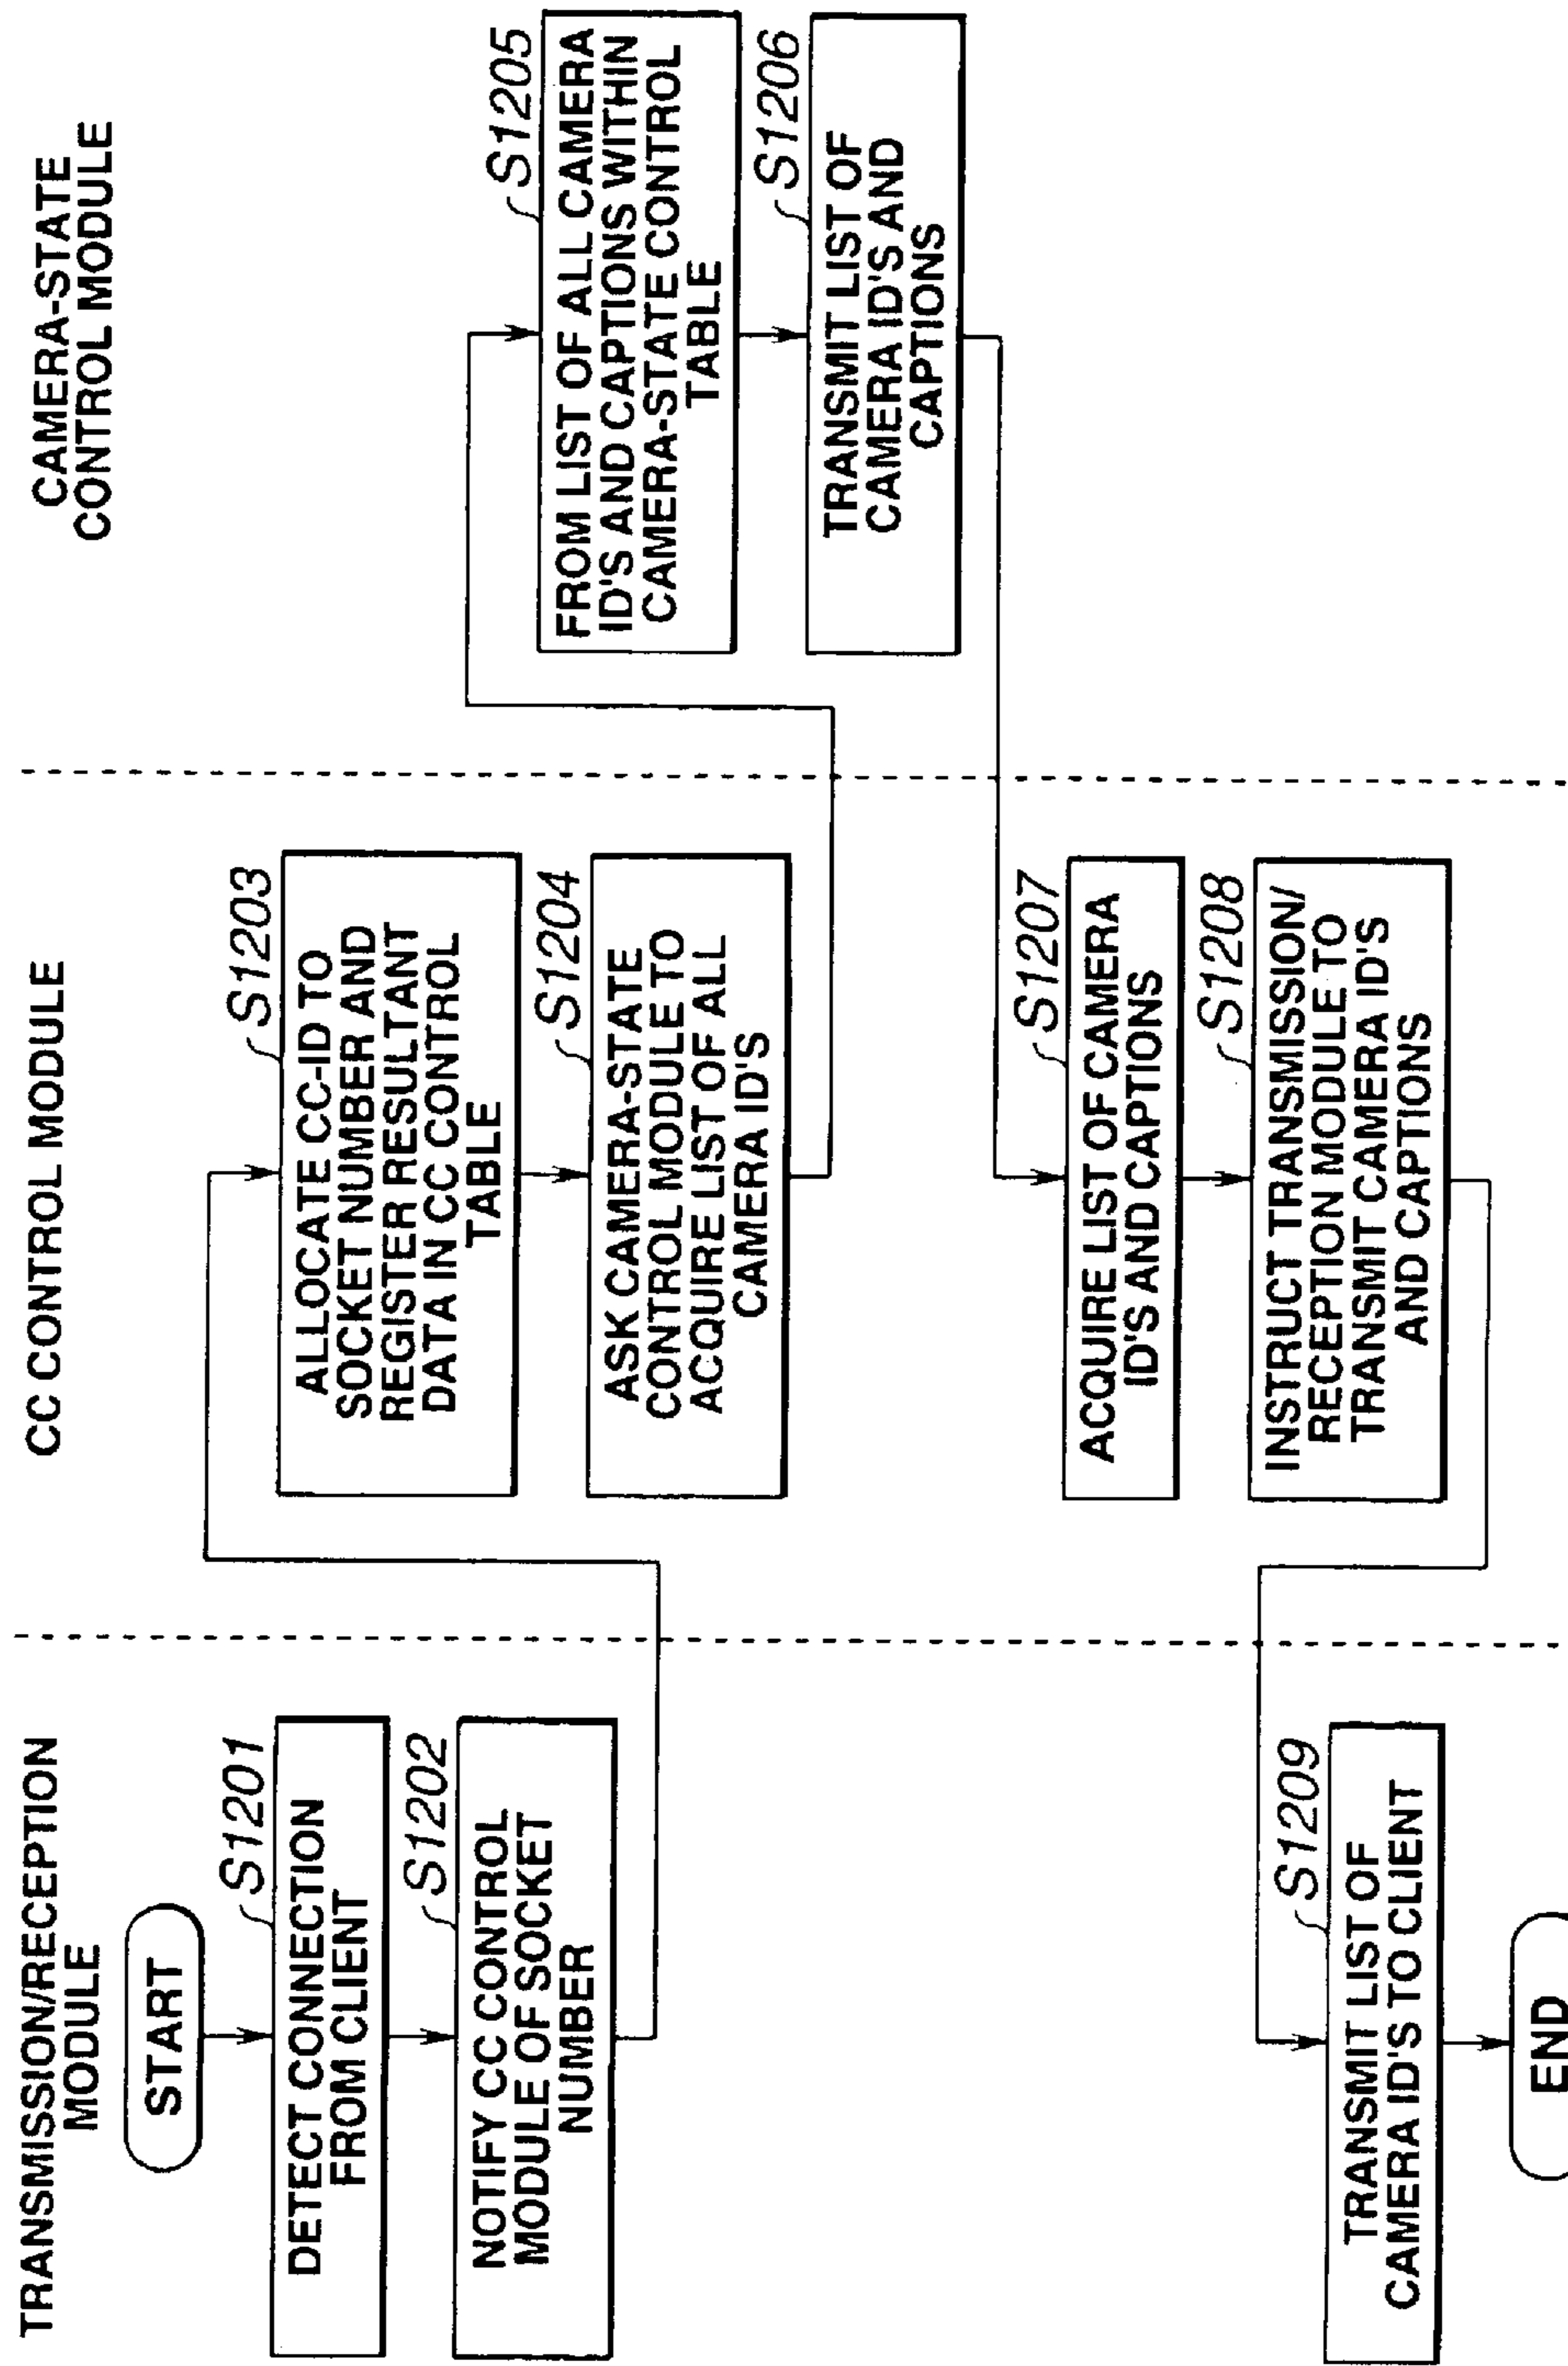 TRANSMISSION/RECEPTION
MODULE
START
S1201
DETECT CONNECTION
FROM CLIENT
S1202
NOTIFY CC CONTROL
MODULE OF SOCKET
NUMBER
CC CONTROL MODULE
S1203
ALLOCATE CC-ID TO
SOCKET NUMBER AND
REGISTER RESULTANT
DATA IN CC CONTROL
TABLE
S1204
ASK CAMERA-STATE
CONTROL MODULE TO
ACQUIRE LIST OF ALL
CAMERA ID'S
CAMERA-STATE
CONTROL MODULE
S1205
FROM LIST OF ALL CAMERA
ID'S AND CAPTIONS WITHIN
CAMERA-STATE CONTROL
TABLE
S1206
TRANSMIT LIST OF
CAMERA ID'S AND
CAPTIONS
S1207
ACQUIRE LIST OF CAMERA
ID'S AND CAPTIONS
S1208
INSTRUCT TRANSMISSION/
RECEPTION MODULE TO
TRANSMIT CAMERA ID'S
AND CAPTIONS
S1209
TRANSMIT LIST OF
CAMERA ID'S TO CLIENT
END